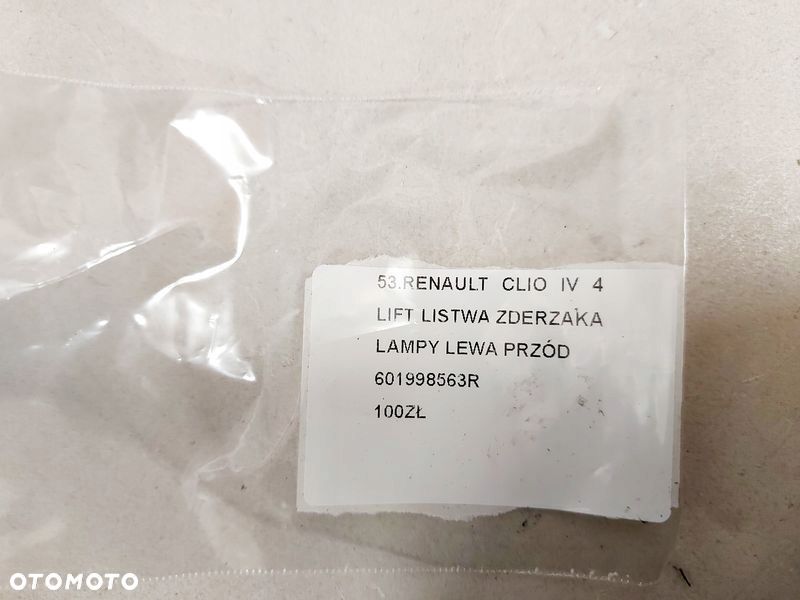 53.RENAULT CLIO IV 4
LIFT LISTWA ZDERZAKA
LAMPY LEWA PRZÓD
601998563R
100ZŁ
OTOMOTO